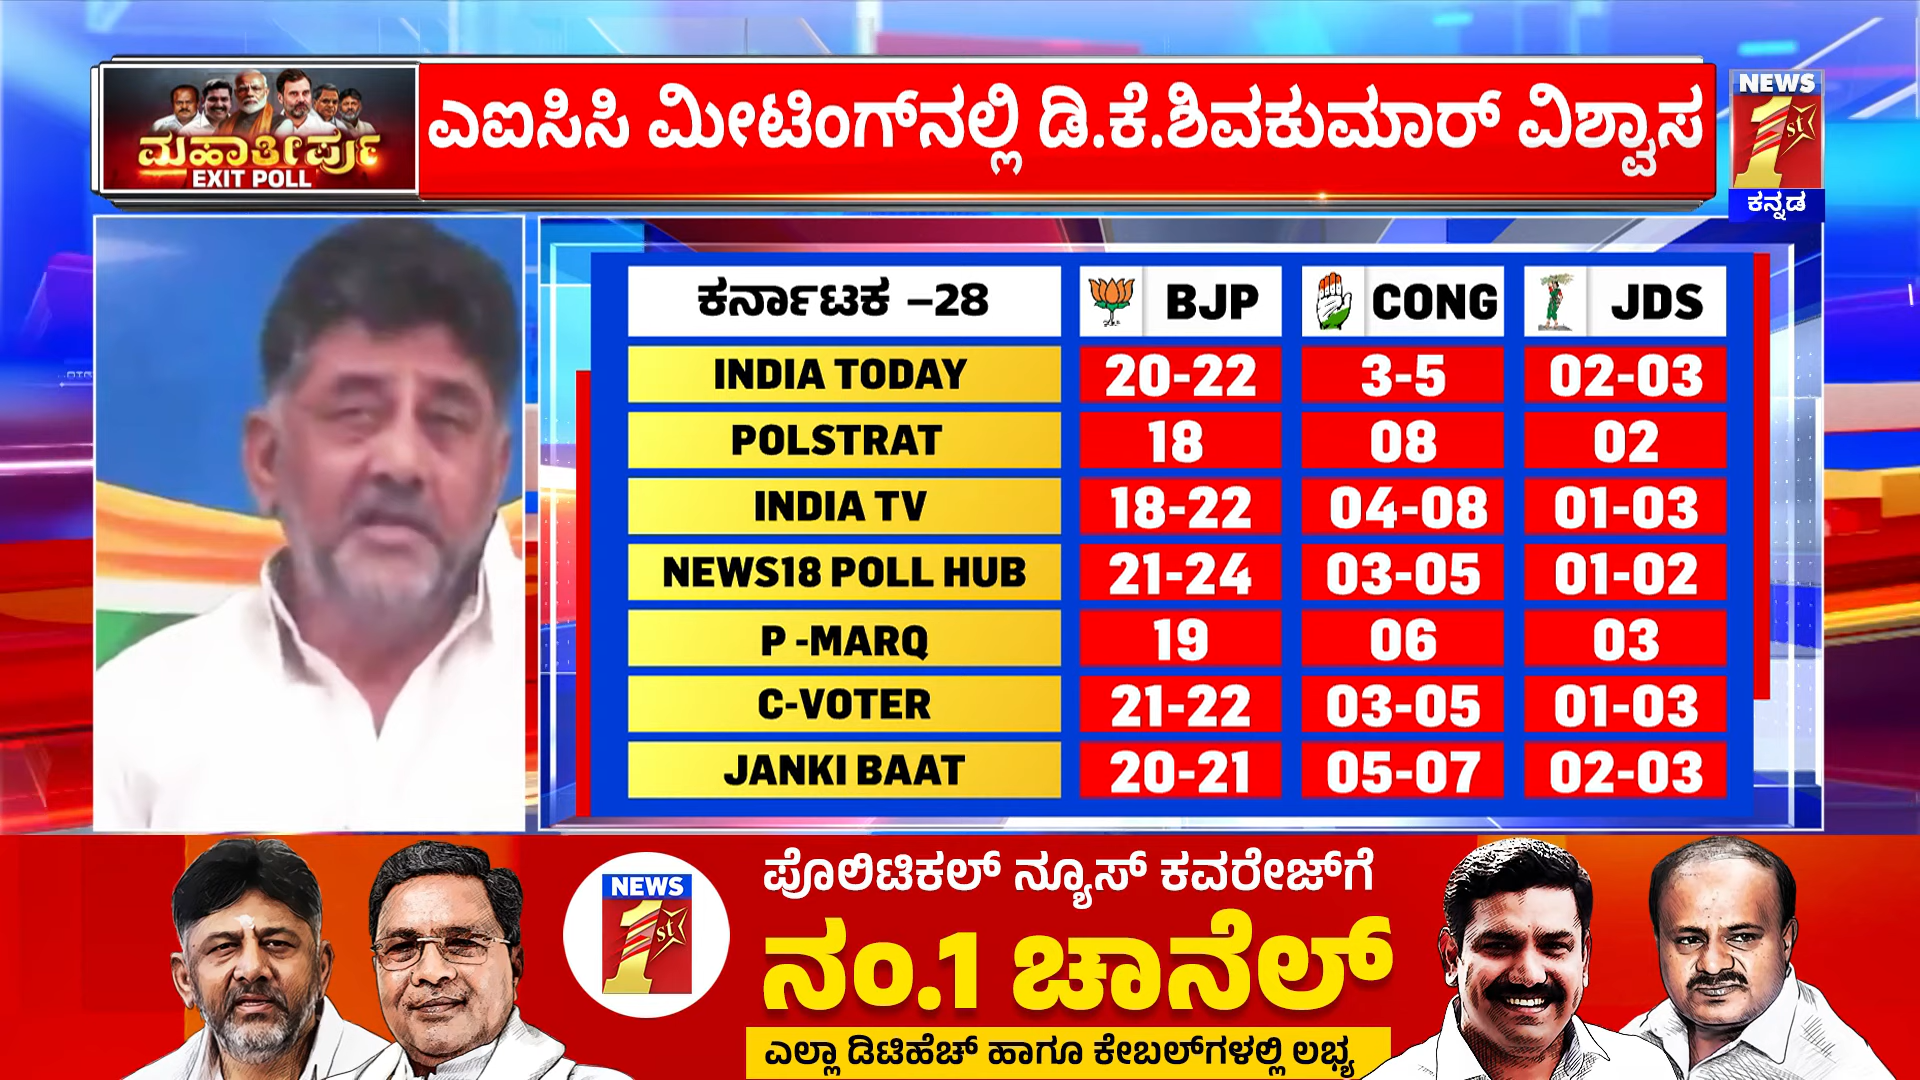 ಮಹಾತೀರ್ಪು
EXIT POLL
ಎಐಸಿಸಿ ಮೀಟಿಂಗ್‌ನಲ್ಲಿ ಡಿ.ಕೆ.ಶಿವಕುಮಾರ್ ವಿಶ್ವಾಸ
NEWS
1st
ಕನ್ನಡ
ಕರ್ನಾಟಕ –28 BJP CONG JDS
INDIA TODAY 20-22 3-5 02-03
POLSTRAT 18 08 02
INDIA TV 18-22 04-08 01-03
NEWS18 POLL HUB 21-24 03-05 01-02
P -MARQ 19 06 03
C-VOTER 21-22 03-05 01-03
JANKI BAAT 20-21 05-07 02-03
NEWS
1st
ಪೊಲಿಟಿಕಲ್ ನ್ಯೂಸ್ ಕವರೇಜ್‌ಗೆ
ನಂ.1 ಚಾನೆಲ್
ಎಲ್ಲಾ ಡಿಟಿಹೆಚ್ ಹಾಗೂ ಕೇಬಲ್‌ಗಳಲ್ಲಿ ಲಭ್ಯ